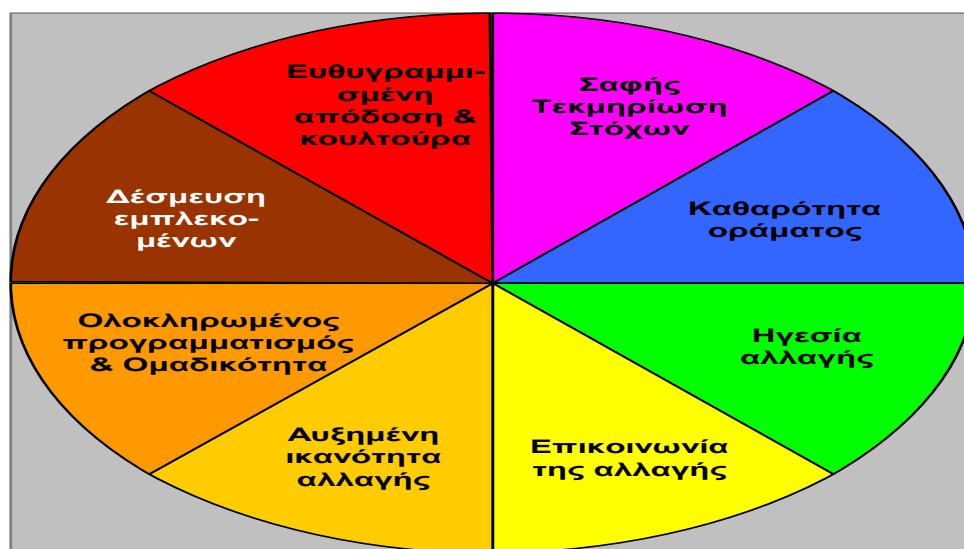 Ευθυγραμμι-
σμένη
απόδοση &
κουλτούρα
Σαφής
Τεκμηρίωση
Στόχων
Καθαρότητα
οράματος
Ηγεσία
αλλαγής
Επικοινωνία
της αλλαγής
Αυξημένη
ικανότητα
αλλαγής
Ολοκληρωμένος
προγραμματισμός
& Ομαδικότητα
Δέσμευση
εμπλεκο-
μένων